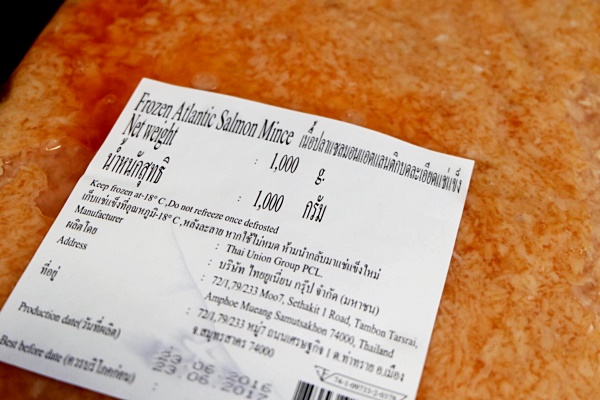 Frozen Atlantic Salmon Mince เนื้อปลาแซลมอนแอตแลนติกบดละเอียดแช่แข็ง
Net weight : 1,000 g.
น้ำหนักสุทธิ : 1,000 กรัม
Keep frozen at-18° C ,Do not refreeze once defrosted
เก็บแช่แข็งที่อุณหภูมิ-18° C ,หลังละลาย หากใช้ไม่หมด ห้ามนำกลับมาแช่แข็งใหม่
Manufacturer : Thai Union Group PCL.
ผลิตโดย : บริษัท ไทยยูเนี่ยน กรุ๊ป จำกัด (มหาชน)
Address : 72/1,79/233 Moo7, Sethakit 1 Road, Tambon Tarsrai,
Amphoe Mueang Samutsakhon 74000, Thailand
ที่อยู่ : 72/1,79/233 หมู่7 ถนนเศรษฐกิจ 1 ต.ท่าทราย อ.เมือง
จ.สมุทรสาคร 74000
Production date(วันที่ผลิต) : 23 06 2016
Best before date (ควรบริโภคก่อน) : 23.06.2017